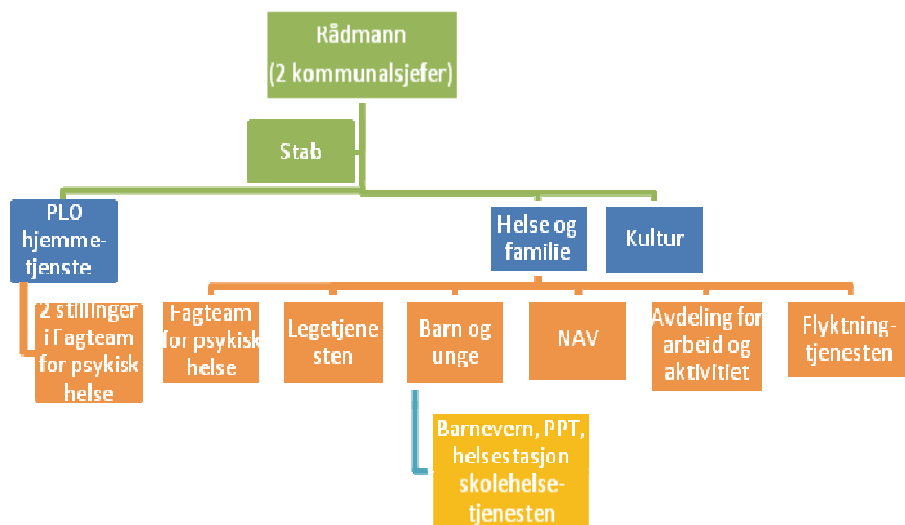 Rådmann
(2 kommunalsjefer)
Stab
PLO
hjemme-
tjenste
Helse og
familie
Kultur
2 stillinger
i Fagteam
for psykisk
helse
Fagteam
for psykisk
helse
Legetjene
sten
Barn og
unge
NAV
Avdeling for
arbeid og
aktivitiet
Flyktning-
tjenesten
Barnevern, PPT,
helsestasjon
skolehelse-
tjenesten